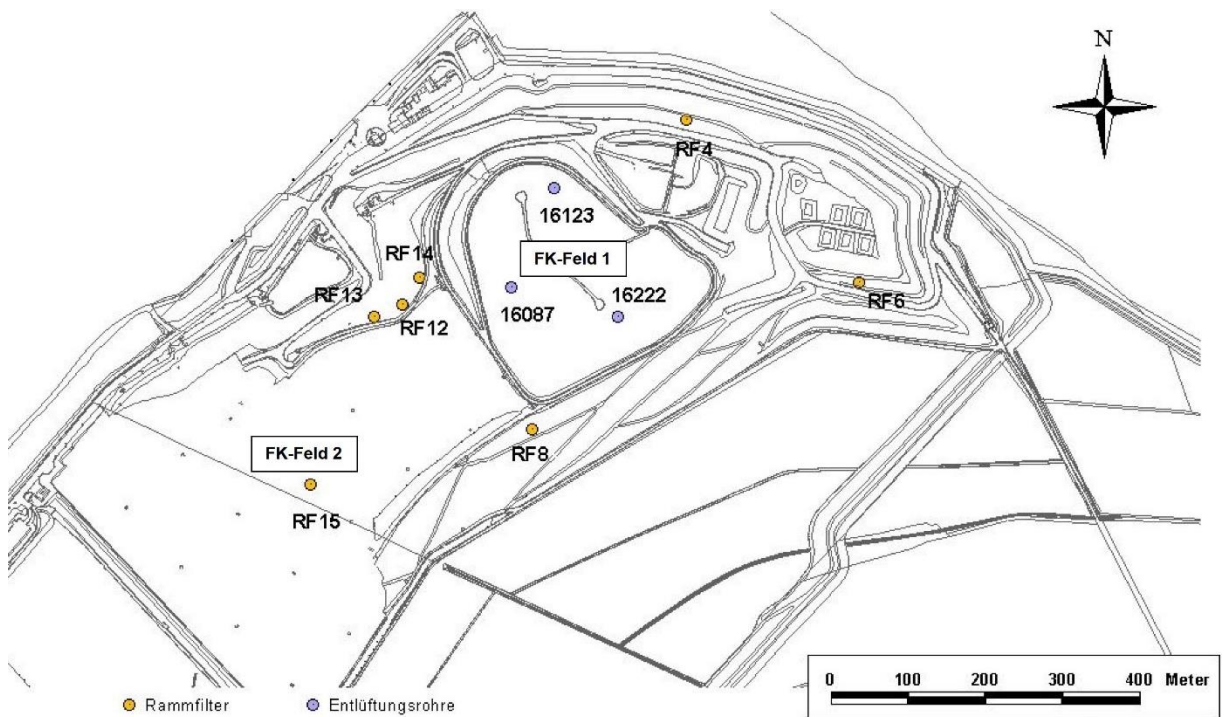 N
RF4
16123
FK-Feld 1
RF14
RF13
16087
16222
RF6
RF12
RF8
FK-Feld 2
RF15
0 100 200 300 400 Meter
Rammfilter Entlüftungsrohre